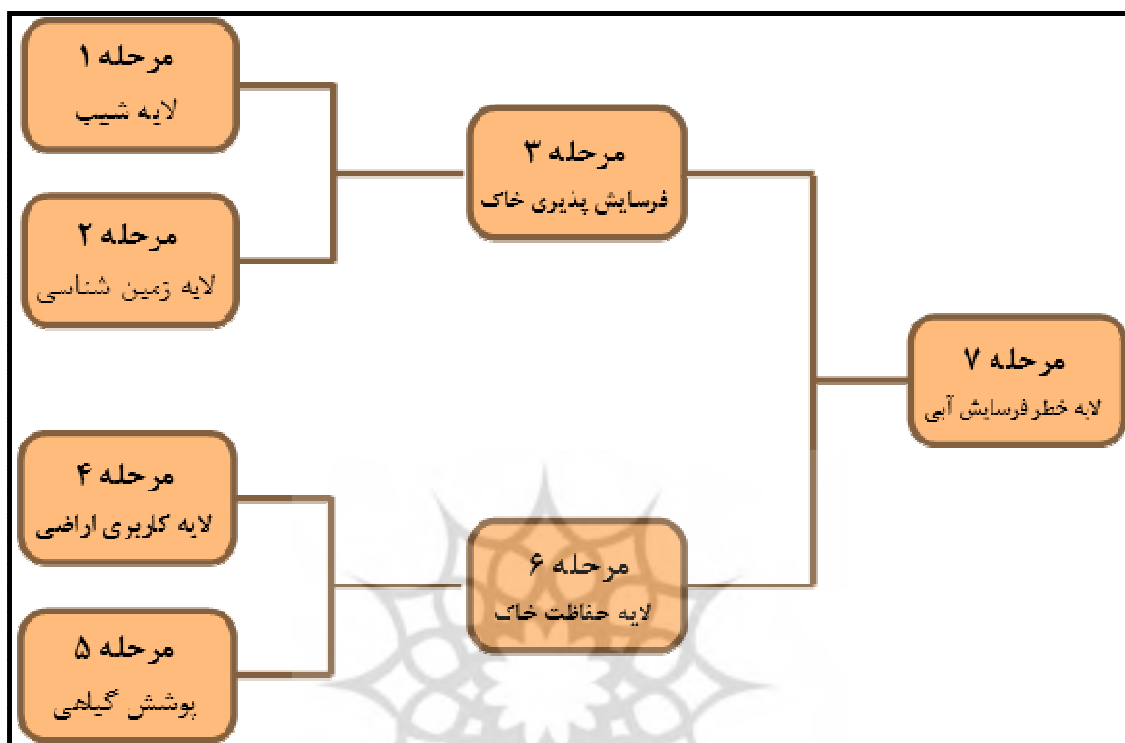 مرحله ۱
لایه شیب
مرحله ۲
لایه زمین شناسی
مرحله ۳
فرسایش پذیری خاک
مرحله ۴
لایه کاربری اراضی
مرحله ۵
پوشش گیاهی
مرحله ۶
لایه حفاظت خاک
مرحله ۷
لایه خطر فرسایش آبی